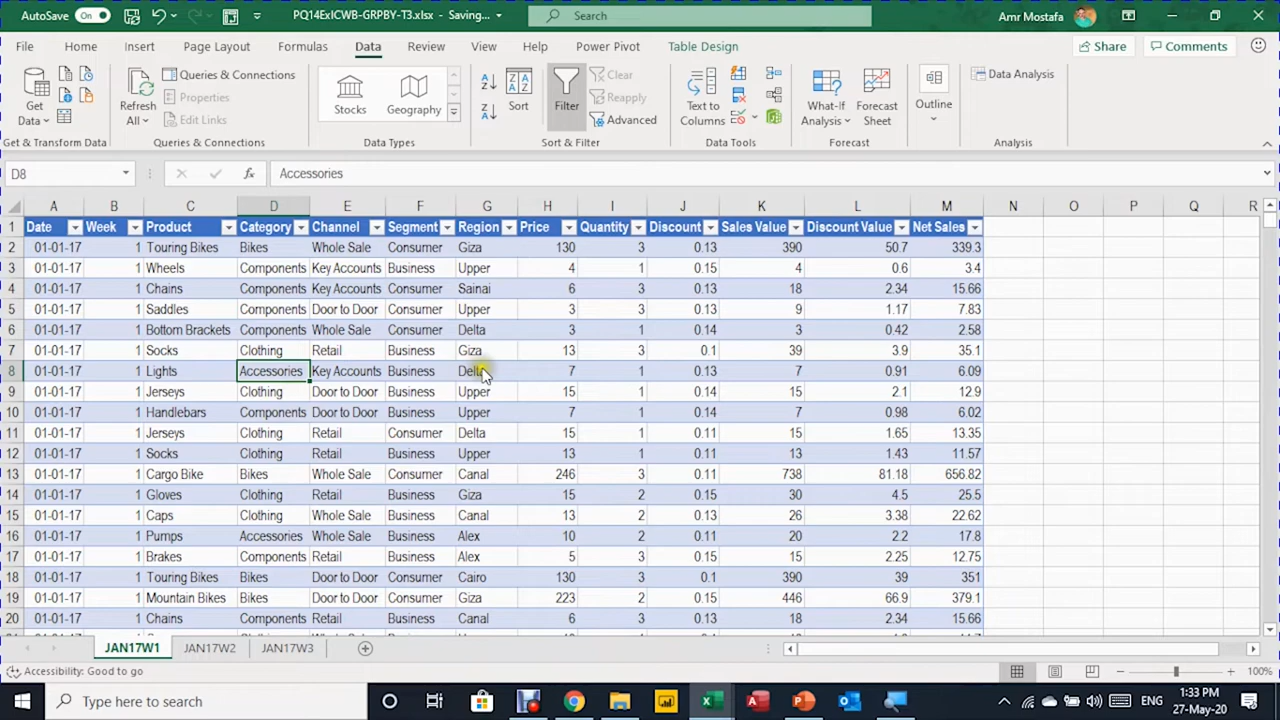 AutoSave On PQ14ExICWB-GRPBY-T3.xlsx - Saving... Search Amr Mostafa
File Home Insert Page Layout Formulas Data Review View Help Power Pivot Table Design Share Comments
Get Data Refresh All Queries & Connections Properties Edit Links Stocks Geography Sort Filter Clear Reapply Advanced Text to Columns What-If Analysis Forecast Sheet Outline Data Analysis
Get & Transform Data Queries & Connections Data Types Sort & Filter Data Tools Forecast Analysis
D8 fx Accessories
A B C D E F G H I J K L M N O P Q R
1 Date Week Product Category Channel Segment Region Price Quantity Discount Sales Value Discount Value Net Sales
2 01-01-17 1 Touring Bikes Bikes Whole Sale Consumer Giza 130 3 0.13 390 50.7 339.3
3 01-01-17 1 Wheels Components Key Accounts Business Upper 4 1 0.15 4 0.6 3.4
4 01-01-17 1 Chains Components Key Accounts Business Sainai 6 3 0.13 18 2.34 15.66
5 01-01-17 1 Saddles Components Door to Door Consumer Upper 3 3 0.13 9 1.17 7.83
6 01-01-17 1 Bottom Brackets Components Whole Sale Consumer Delta 3 1 0.14 3 0.42 2.58
7 01-01-17 1 Socks Clothing Retail Business Giza 13 3 0.1 39 3.9 35.1
8 01-01-17 1 Lights Accessories Key Accounts Business Delta 7 1 0.13 7 0.91 6.09
9 01-01-17 1 Jerseys Clothing Door to Door Business Upper 15 1 0.14 15 2.1 12.9
10 01-01-17 1 Handlebars Components Door to Door Business Upper 7 1 0.14 7 0.98 6.02
11 01-01-17 1 Jerseys Clothing Retail Consumer Delta 15 1 0.11 15 1.65 13.35
12 01-01-17 1 Socks Clothing Retail Business Upper 13 1 0.11 13 1.43 11.57
13 01-01-17 1 Cargo Bike Bikes Whole Sale Consumer Canal 246 3 0.11 738 81.18 656.82
14 01-01-17 1 Gloves Clothing Retail Business Giza 15 2 0.15 30 4.5 25.5
15 01-01-17 1 Caps Clothing Whole Sale Business Canal 13 2 0.13 26 3.38 22.62
16 01-01-17 1 Pumps Accessories Whole Sale Business Alex 10 2 0.11 20 2.2 17.8
17 01-01-17 1 Brakes Components Retail Business Alex 5 3 0.15 15 2.25 12.75
18 01-01-17 1 Touring Bikes Bikes Door to Door Consumer Cairo 130 3 0.1 390 39 351
19 01-01-17 1 Mountain Bikes Bikes Door to Door Consumer Giza 223 2 0.15 446 66.9 379.1
20 01-01-17 1 Chains Components Retail Business Canal 6 3 0.13 18 2.34 15.66
JAN17W1 JAN17W2 JAN17W3
Accessibility: Good to go 100%
Type here to search ENG 1:33 PM
27-May-20